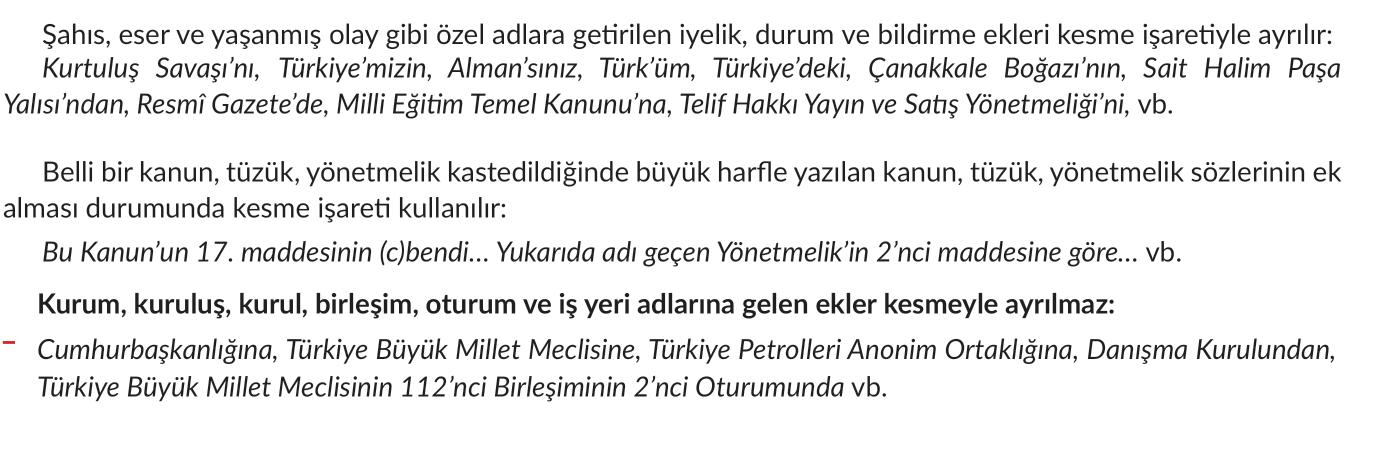 Şahıs, eser ve yaşanmış olay gibi özel adlara getirilen iyelik, durum ve bildirme ekleri kesme işaretiyle ayrılır:
Kurtuluş Savaşı’nı, Türkiye’mizin, Alman’sınız, Türk’üm, Türkiye’deki, Çanakkale Boğazı’nın, Sait Halim Paşa
Yalısı’ndan, Resmî Gazete’de, Milli Eğitim Temel Kanunu’na, Telif Hakkı Yayın ve Satış Yönetmeliği’ni, vb.
Belli bir kanun, tüzük, yönetmelik kastedildiğinde büyük harfle yazılan kanun, tüzük, yönetmelik sözlerinin ek
alması durumunda kesme işareti kullanılır:
Bu Kanun’un 17. maddesinin (c)bendi... Yukarıda adı geçen Yönetmelik’in 2’nci maddesine göre... vb.
Kurum, kuruluş, kurul, birleşim, oturum ve iş yeri adlarına gelen ekler kesmeyle ayrılmaz:
– Cumhurbaşkanlığına, Türkiye Büyük Millet Meclisine, Türkiye Petrolleri Anonim Ortaklığına, Danışma Kurulundan,
Türkiye Büyük Millet Meclisinin 112’nci Birleşiminin 2’nci Oturumunda vb.